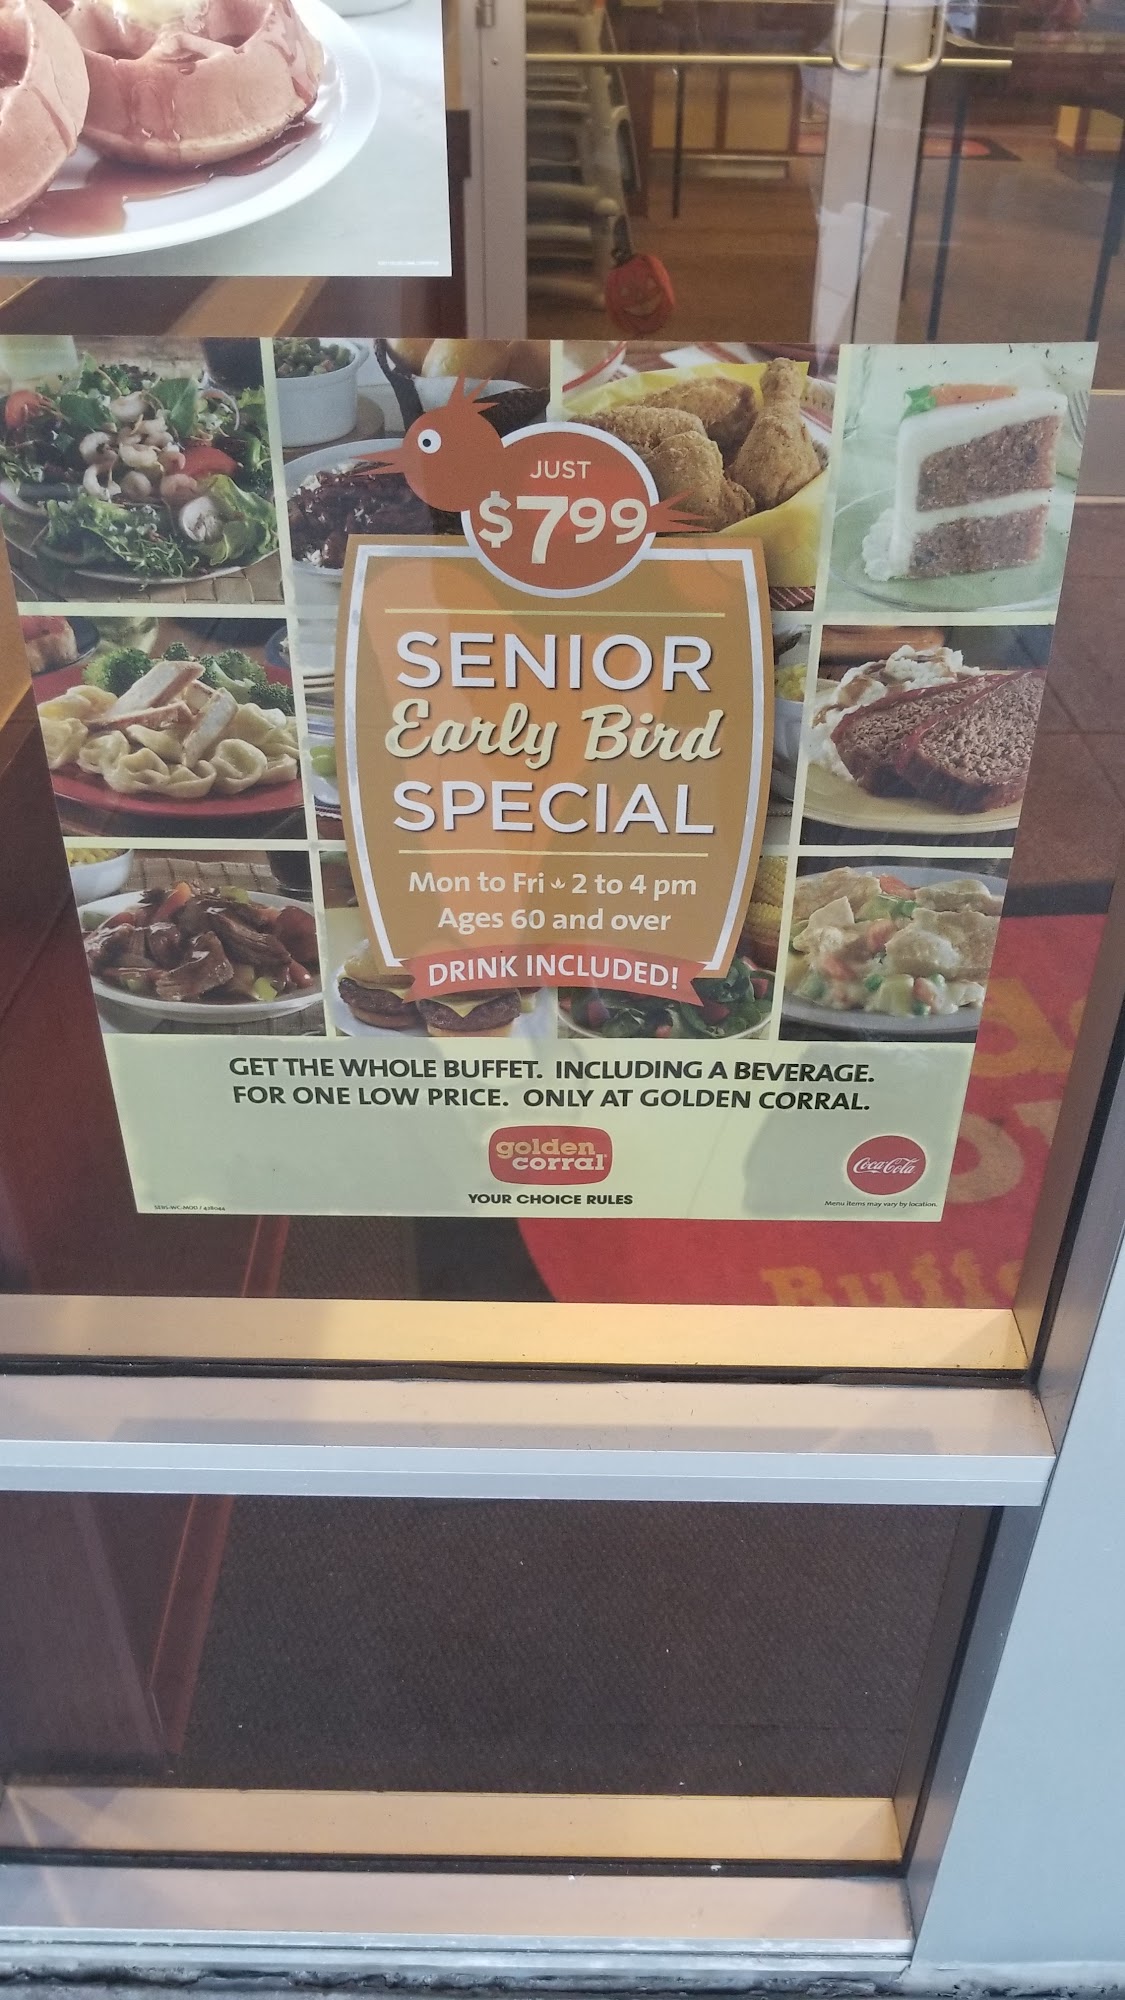 JUST
$7.99
SENIOR
Early Bird
SPECIAL
Mon to Fri 2 to 4 pm
Ages 60 and over
DRINK INCLUDED!
GET THE WHOLE BUFFET. INCLUDING A BEVERAGE.
FOR ONE LOW PRICE. ONLY AT GOLDEN CORRAL.
golden
corral
YOUR CHOICE RULES
Coca-Cola
Menu items may vary by location.